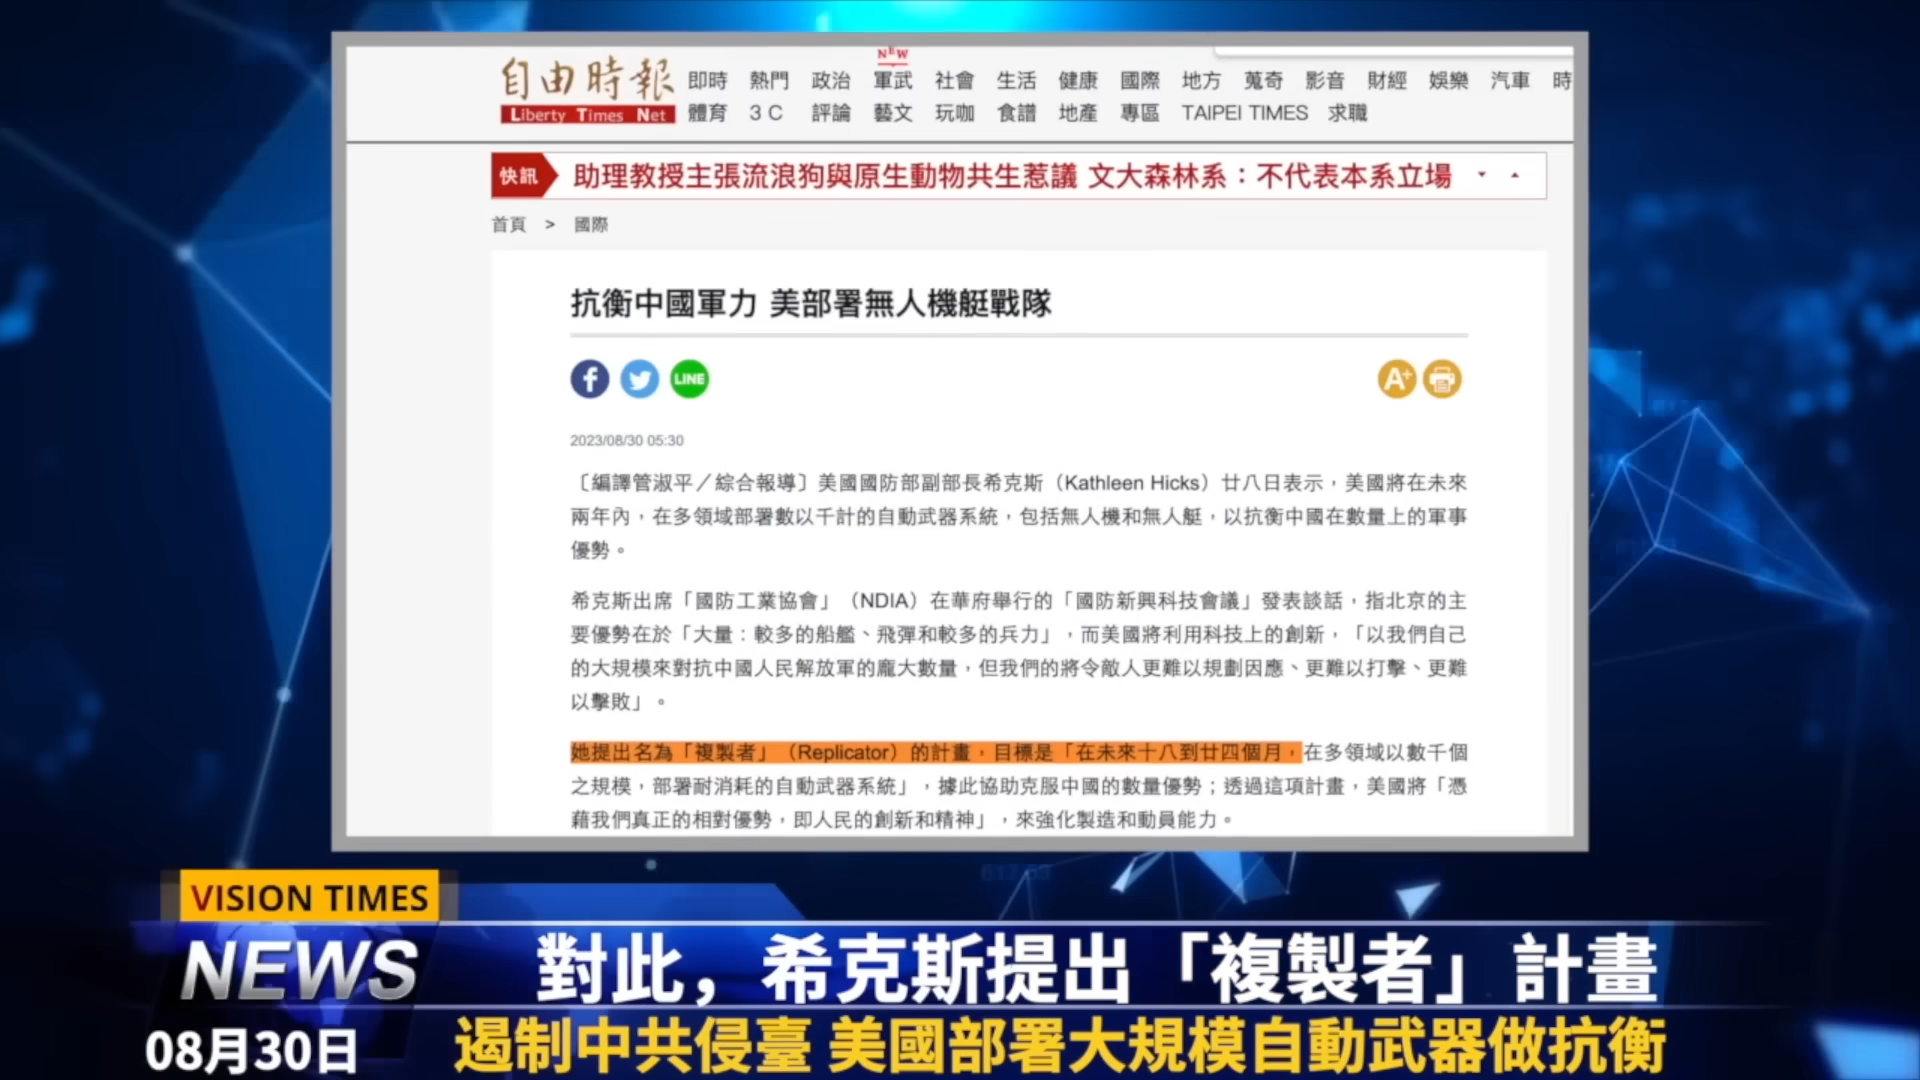 自由時報
Liberty Times Net
NEW
即時 熱門 政治 軍武 社會 生活 健康 國際 地方 蒐奇 影音 財經 娛樂 汽車 時
體育 3C 評論 藝文 玩咖 食譜 地產 專區 TAIPEI TIMES 求職
快訊 助理教授主張流浪狗與原生動物共生惹議 文大森林系：不代表本系立場
首頁 > 國際
抗衡中國軍力 美部署無人機艇戰隊
LINE
A+
2023/08/30 05:30
〔編譯管淑平／綜合報導〕美國國防部副部長希克斯（Kathleen Hicks）廿八日表示，美國將在未來
兩年內，在多領域部署數以千計的自動武器系統，包括無人機和無人艇，以抗衡中國在數量上的軍事
優勢。
希克斯出席「國防工業協會」（NDIA）在華府舉行的「國防新興科技會議」發表談話，指北京的主
要優勢在於「大量：較多的船艦、飛彈和較多的兵力」，而美國將利用科技上的創新，「以我們自己
的大規模來對抗中國人民解放軍的龐大數量，但我們的將令敵人更難以規劃因應、更難以打擊、更難
以擊敗」。
她提出名為「複製者」（Replicator）的計畫，目標是「在未來十八到廿四個月，在多領域以數千個
之規模，部署耐消耗的自動武器系統」，據此協助克服中國的數量優勢；透過這項計畫，美國將「憑
藉我們真正的相對優勢，即人民的創新和精神」，來強化製造和動員能力。
VISION TIMES
NEWS
對此，希克斯提出「複製者」計畫
08月30日
遏制中共侵臺 美國部署大規模自動武器做抗衡